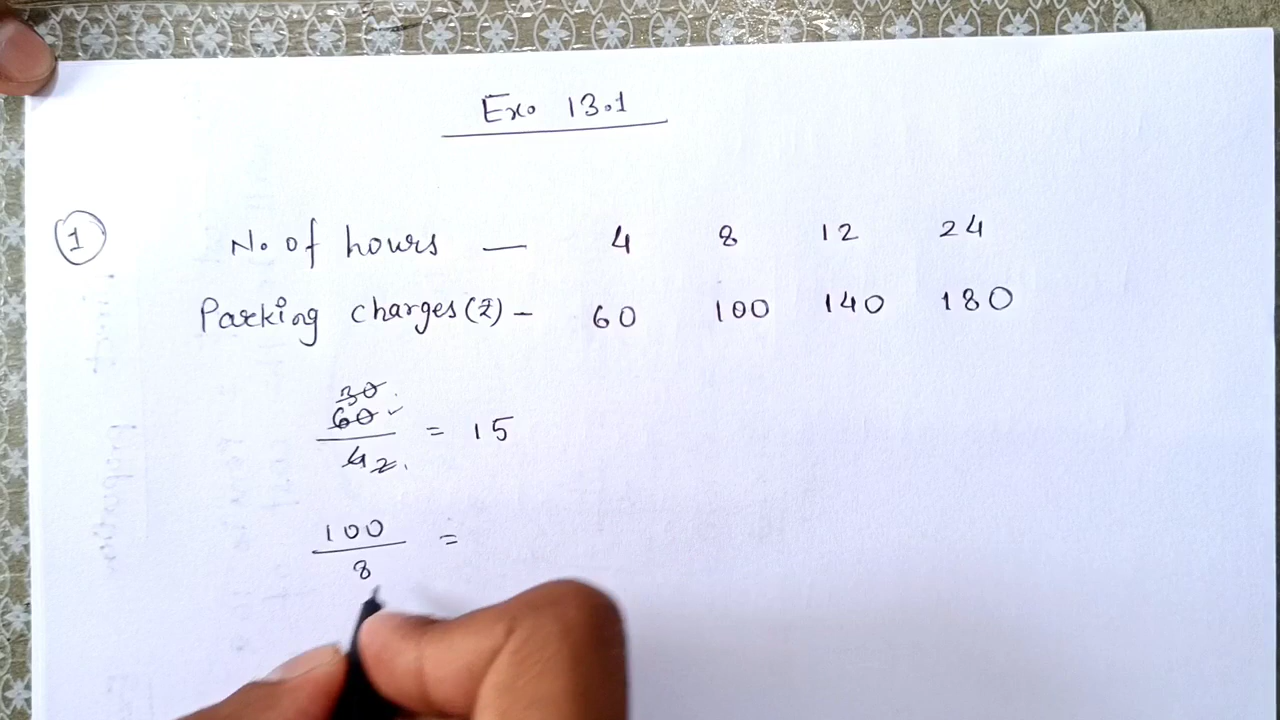 Ex. 13.1
1 No. of hours — 4 8 12 24
Parking charges (₹) – 60 100 140 180
30
60
4 2 = 15
100
8 =